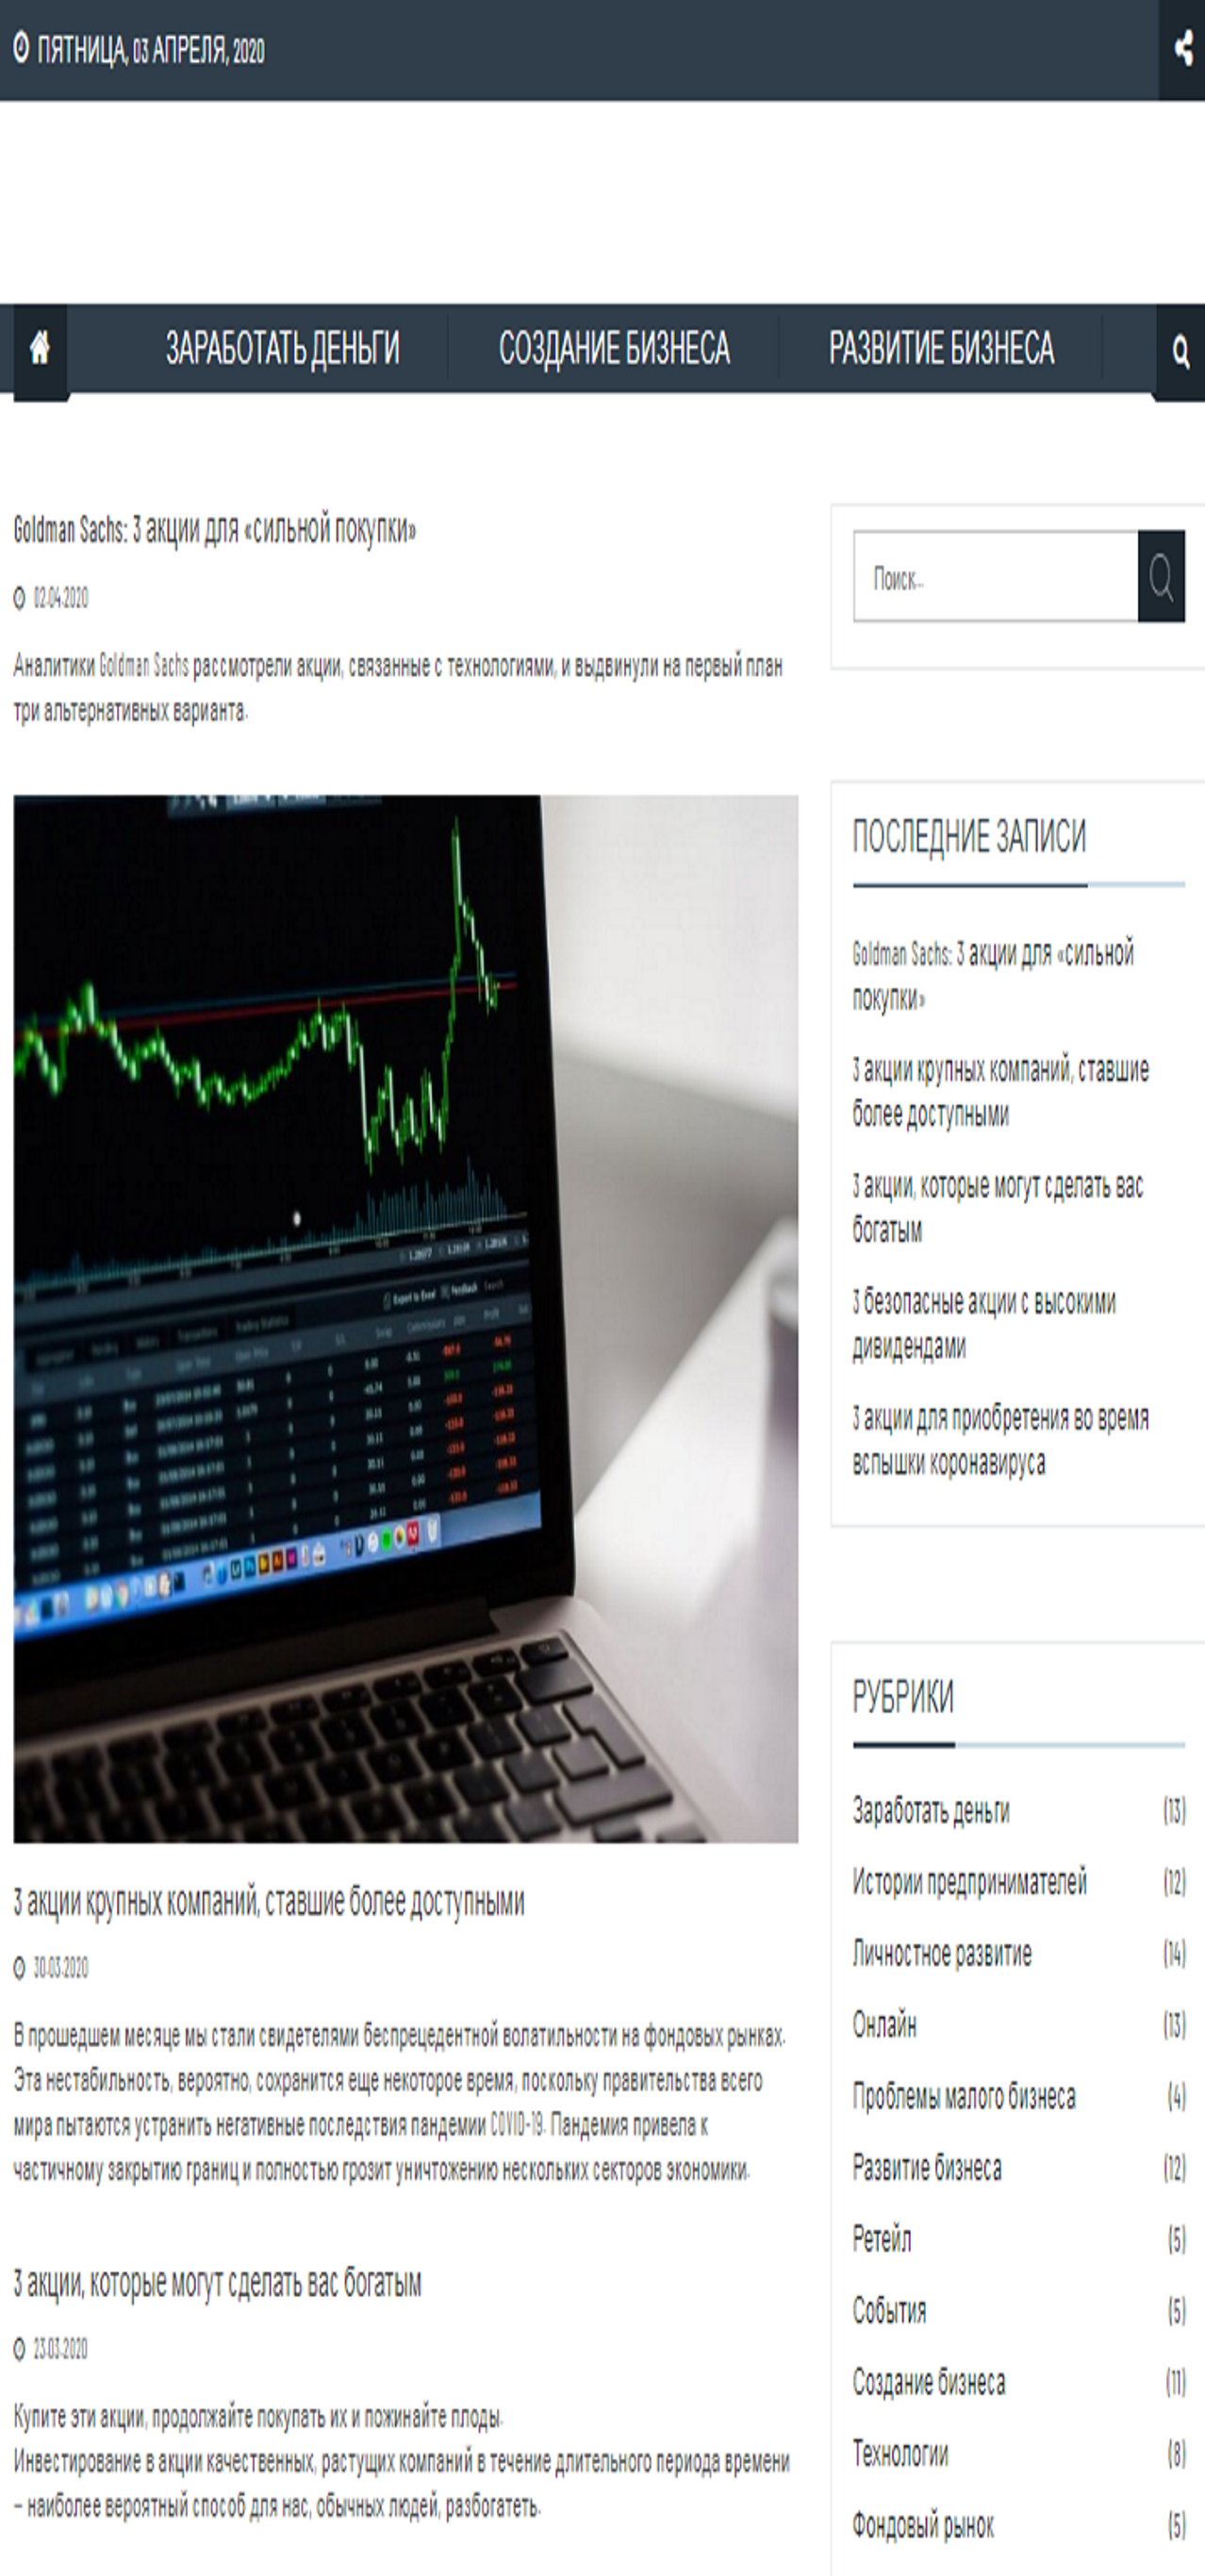 ПЯТНИЦА, 03 АПРЕЛЯ, 2020
ЗАРАБОТАТЬ ДЕНЬГИ
СОЗДАНИЕ БИЗНЕСА
РАЗВИТИЕ БИЗНЕСА
Goldman Sachs: 3 акции для «сильной покупки»
02.04.2020
Аналитики Goldman Sachs рассмотрели акции, связанные с технологиями, и выдвинули на первый план
три альтернативных варианта.
Export to Excel
Feedback
3 акции крупных компаний, ставшие более доступными
30.03.2020
В прошедшем месяце мы стали свидетелями беспрецедентной волатильности на фондовых рынках.
Эта нестабильность, вероятно, сохранится еще некоторое время, поскольку правительства всего
мира пытаются устранить негативные последствия пандемии COVID-19. Пандемия привела к
частичному закрытию границ и полностью грозит уничтожению нескольких секторов экономики.
3 акции, которые могут сделать вас богатым
23.03.2020
Купите эти акции, продолжайте покупать их и пожинайте плоды.
Инвестирование в акции качественных, растущих компаний в течение длительного периода времени
– наиболее вероятный способ для нас, обычных людей, разбогатеть.
Поиск...
ПОСЛЕДНИЕ ЗАПИСИ
Goldman Sachs: 3 акции для «сильной
покупки»
3 акции крупных компаний, ставшие
более доступными
3 акции, которые могут сделать вас
богатым
3 безопасные акции с высокими
дивидендами
3 акции для приобретения во время
вспышки коронавируса
РУБРИКИ
Заработать деньги (13)
Истории предпринимателей (12)
Личностное развитие (14)
Онлайн (13)
Проблемы малого бизнеса (4)
Развитие бизнеса (12)
Ретейл (5)
События (5)
Создание бизнеса (11)
Технологии (8)
Фондовый рынок (5)